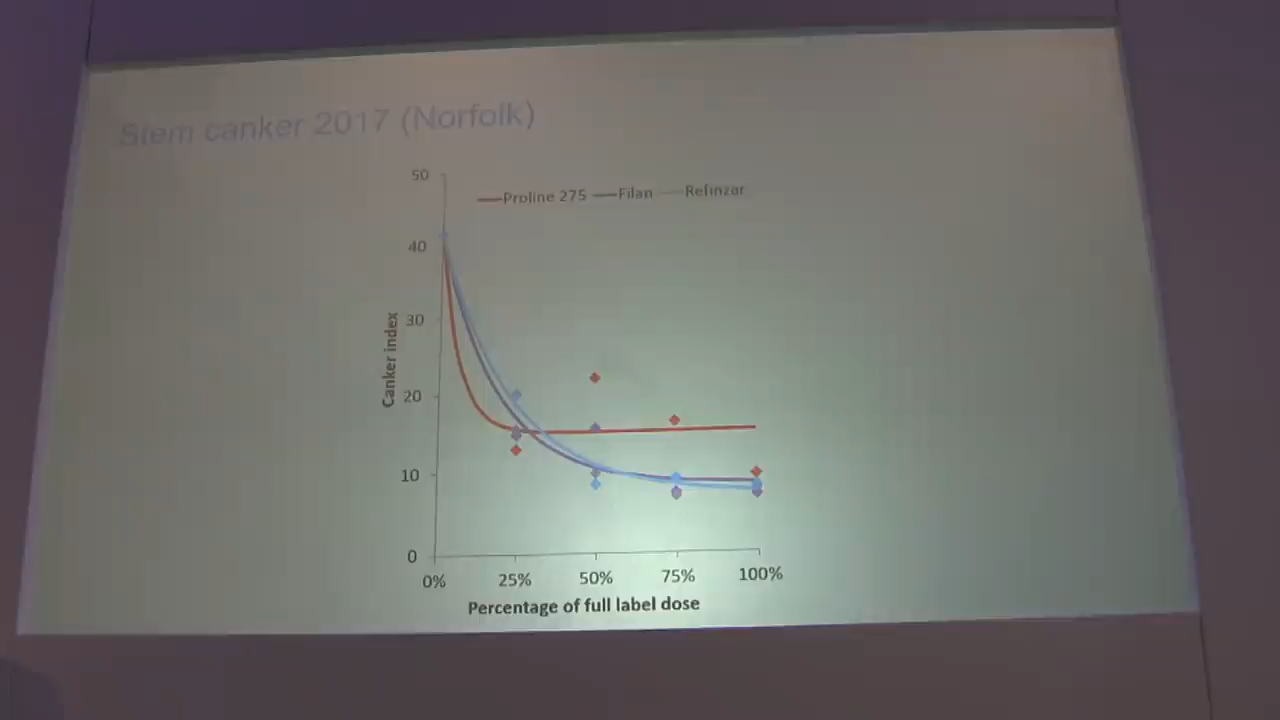 Stem canker 2017 (Norfolk)
50
Proline 275 Filan Refinzar
40
30
Canker index
20
10
0
0% 25% 50% 75% 100%
Percentage of full label dose